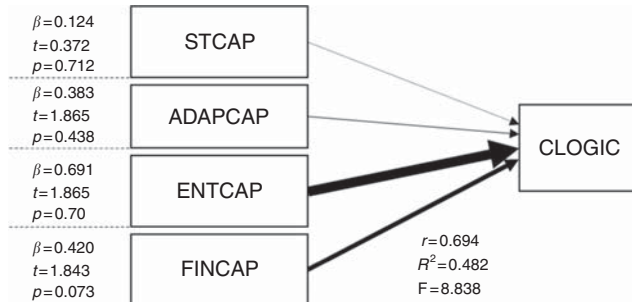 β=0.124
t=0.372
p=0.712
STCAP
β=0.383
t=1.865
p=0.438
ADAPCAP
β=0.691
t=1.865
p=0.70
ENTCAP
β=0.420
t=1.843
p=0.073
FINCAP
CLOGIC
r=0.694
R²=0.482
F=8.838